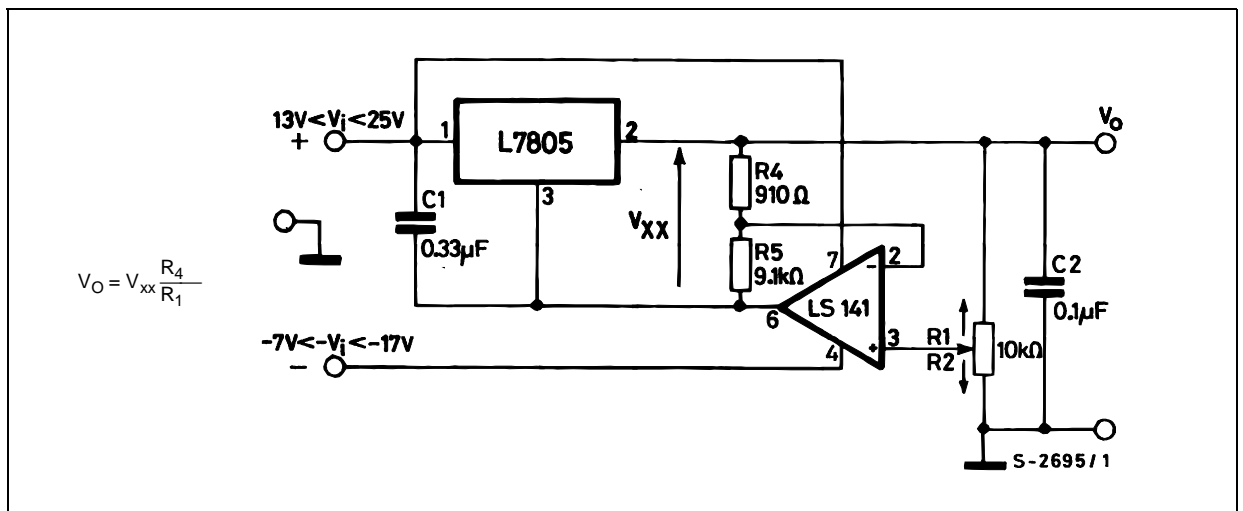 13V<Vi<25V
+
1
L7805
2
3
C1
0.33μF
VXX
R4
910Ω
R5
9.1kΩ
VO = Vxx R4/R1
7
2
-
LS 141
6
3
+
4
-7V<-Vi<-17V
-
R1
R2
10kΩ
C2
0.1μF
Vo
S-2695/1